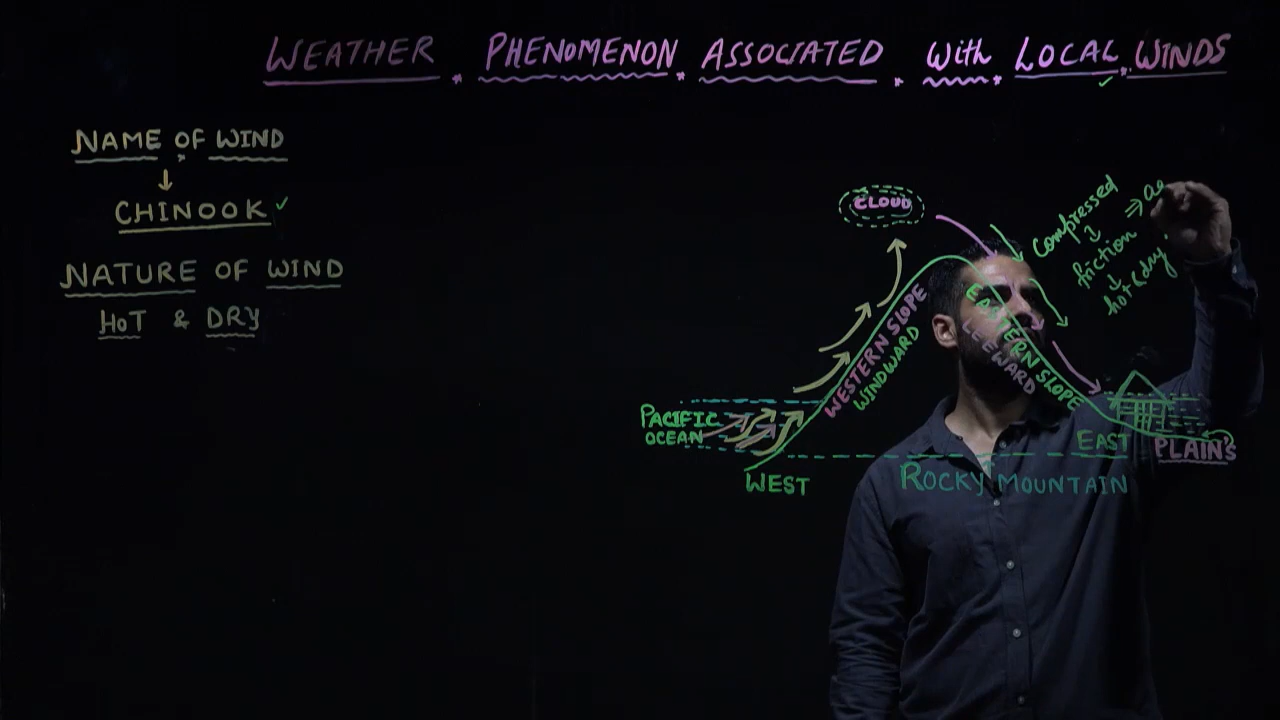 WEATHER PHENOMENON ASSOCIATED With LOCAL WINDS
NAME OF WIND
↓
CHINOOK ✓
NATURE OF WIND
HOT & DRY
CLOUD
Compressed
↓
friction ⇒
↓
hot & dry
WESTERN SLOPE
WINDWARD
EASTERN SLOPE
LEEWARD
PACIFIC
OCEAN
EAST
PLAIN'S
WEST
ROCKY MOUNTAIN